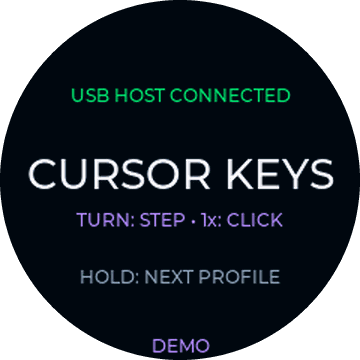 USB HOST CONNECTED
CURSOR KEYS
TURN: STEP • 1x: CLICK
HOLD: NEXT PROFILE
DEMO